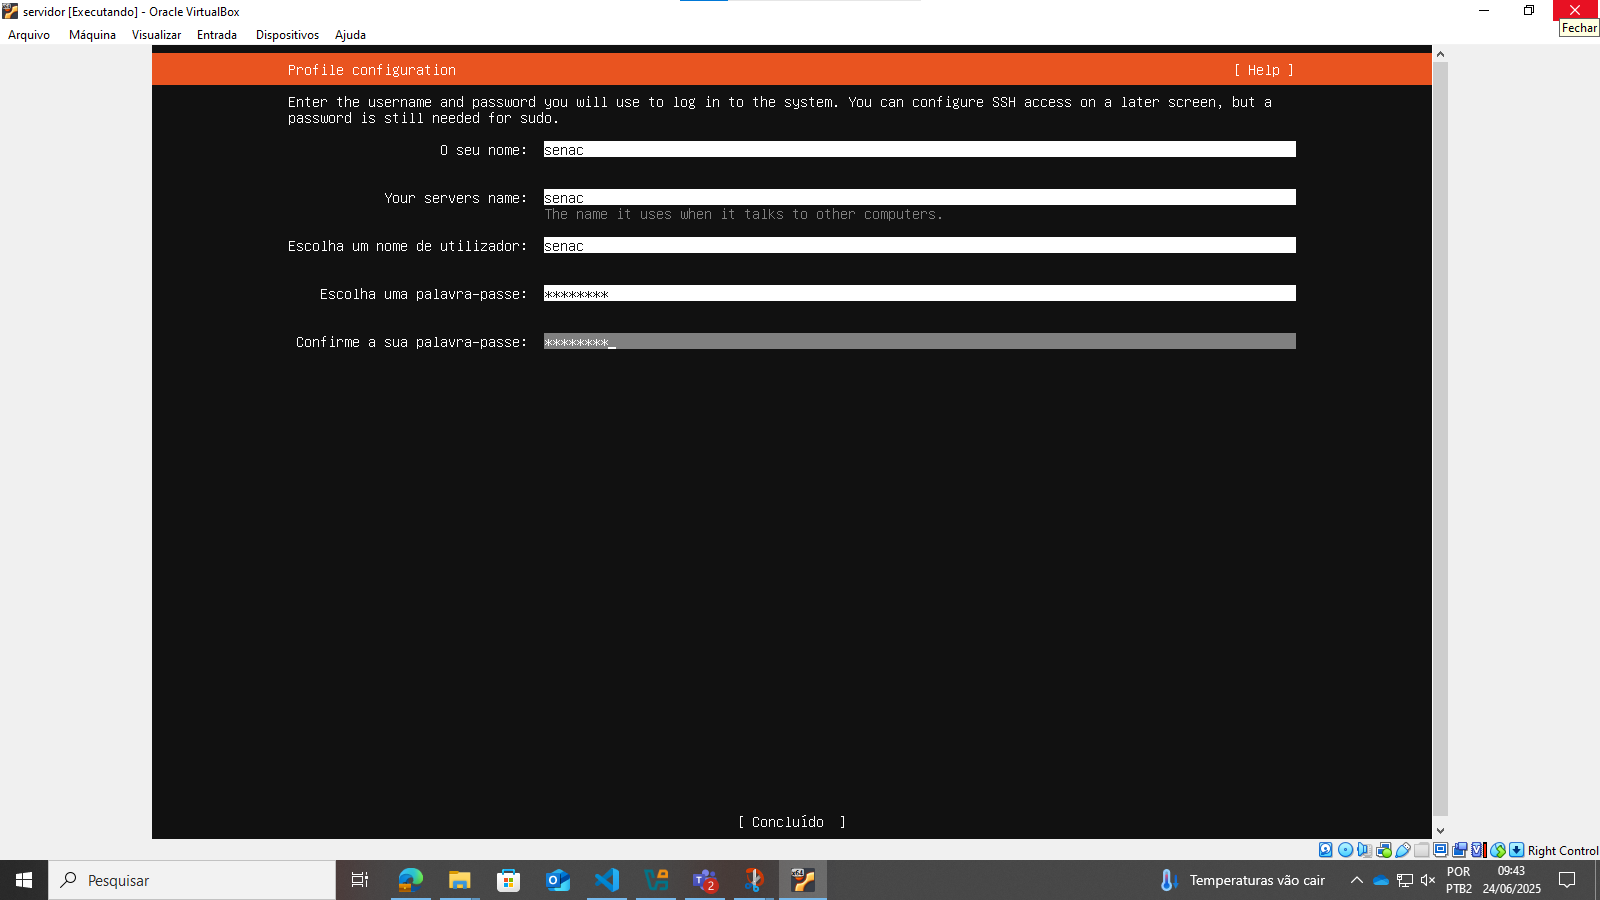 servidor [Executando] - Oracle VirtualBox
Fechar
Arquivo Máquina Visualizar Entrada Dispositivos Ajuda
Profile configuration [ Help ]
Enter the username and password you will use to log in to the system. You can configure SSH access on a later screen, but a
password is still needed for sudo.
O seu nome: senac
Your servers name: senac
The name it uses when it talks to other computers.
Escolha um nome de utilizador: senac
Escolha uma palavra-passe: ********
Confirme a sua palavra-passe: ********_
[ Concluído ]
Right Control
Pesquisar
2
Temperaturas vão cair
POR
PTB2
09:43
24/06/2025